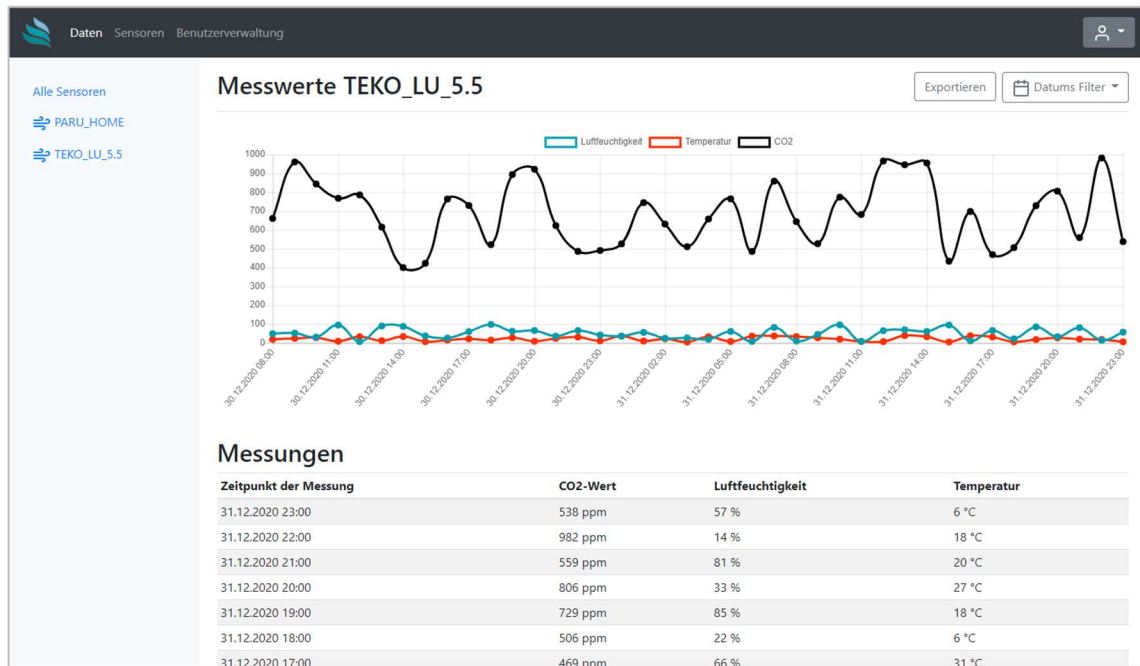 Daten Sensoren Benutzerverwaltung
Alle Sensoren
PARU_HOME
TEKO_LU_5.5
Messwerte TEKO_LU_5.5
Exportieren Datums Filter
Luftfeuchtigkeit Temperatur CO2
1000
900
800
700
600
500
400
300
200
100
0
30.12.2020 08:00 30.12.2020 11:00 30.12.2020 14:00 30.12.2020 17:00 30.12.2020 20:00 30.12.2020 23:00 31.12.2020 02:00 31.12.2020 05:00 31.12.2020 08:00 31.12.2020 11:00 31.12.2020 14:00 31.12.2020 17:00 31.12.2020 20:00 31.12.2020 23:00
Messungen
Zeitpunkt der Messung CO2-Wert Luftfeuchtigkeit Temperatur
31.12.2020 23:00 538 ppm 57 % 6 °C
31.12.2020 22:00 982 ppm 14 % 18 °C
31.12.2020 21:00 559 ppm 81 % 20 °C
31.12.2020 20:00 806 ppm 33 % 27 °C
31.12.2020 19:00 729 ppm 85 % 18 °C
31.12.2020 18:00 506 ppm 22 % 6 °C
31.12.2020 17:00 469 ppm 66 % 31 °C